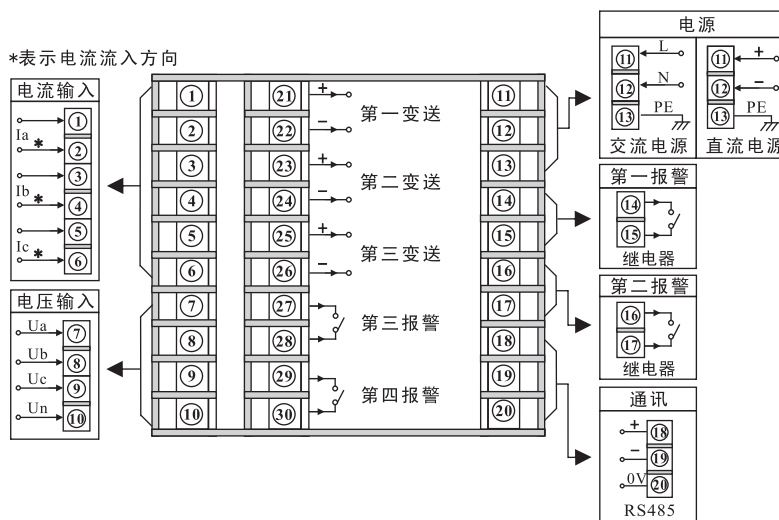 *表示电流流入方向
电流输入
Ia
*
Ib
*
Ic
*
①
②
③
④
⑤
⑥
电压输入
Ua
Ub
Uc
Un
⑦
⑧
⑨
⑩
①
②
③
④
⑤
⑥
⑦
⑧
⑨
⑩
㉑ + 第一变送
㉒ −
㉓ + 第二变送
㉔ −
㉕ + 第三变送
㉖ −
㉗ 第三报警
㉘
㉙ 第四报警
㉚
⑪
⑫
⑬
⑭
⑮
⑯
⑰
⑱
⑲
⑳
电源
⑪ L
⑫ N
⑬ PE
交流电源
⑪ +
⑫ −
⑬ PE
直流电源
第一报警
⑭
⑮
继电器
第二报警
⑯
⑰
继电器
通讯
+ ⑱
− ⑲
0V ⑳
RS485